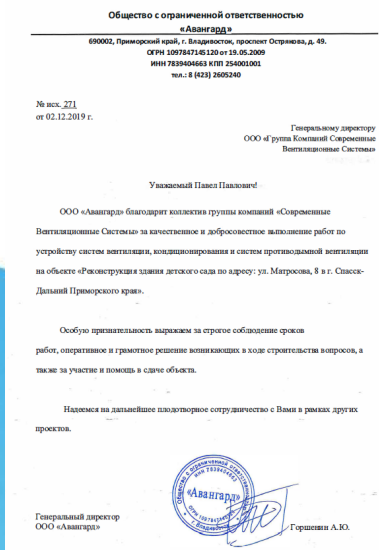 Общество с ограниченной ответственностью
«Авангард»
690002, Приморский край, г. Владивосток, проспект Острякова, д. 49.
ОГРН 1097847145120 от 19.05.2009
ИНН 7839404663 КПП 254001001
тел.: 8 (423) 2605240
№ исх. 271
от 02.12.2019 г.
Генеральному директору
ООО «Группа Компаний Современные
Вентиляционные Системы»
Уважаемый Павел Павлович!
ООО «Авангард» благодарит коллектив группы компаний «Современные
Вентиляционные Системы» за качественное и добросовестное выполнение работ по
устройству систем вентиляции, кондиционирования и систем противодымной вентиляции
на объекте «Реконструкция здания детского сада по адресу: ул. Матросова, 8 в г. Спасск-
Дальний Приморского края».
Особую признательность выражаем за строгое соблюдение сроков
работ, оперативное и грамотное решение возникающих в ходе строительства вопросов, а
также за участие и помощь в сдаче объекта.
Надеемся на дальнейшее плодотворное сотрудничество с Вами в рамках других
проектов.
Общество с ограниченной ответственностью
ИНН 7839404663
«Авангард»
г. Владивосток
Генеральный директор
ООО «Авангард»
Горшенин А.Ю.